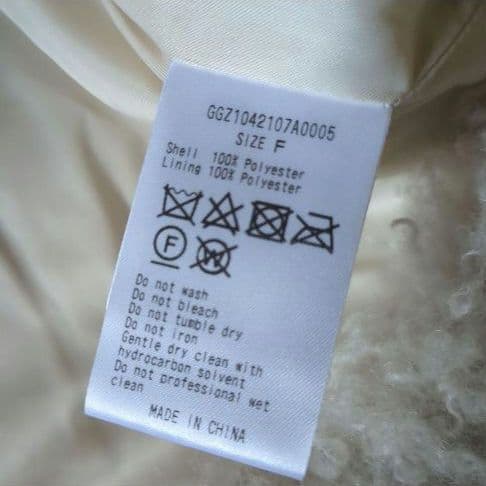 GGZ1042107A0005
SIZE F
Shell 100% Polyester
Lining 100% Polyester
F W
Do not wash
Do not bleach
Do not tumble dry
Do not iron
Gentle dry clean with
hydrocarbon solvent
Do not professional wet
clean
MADE IN CHINA